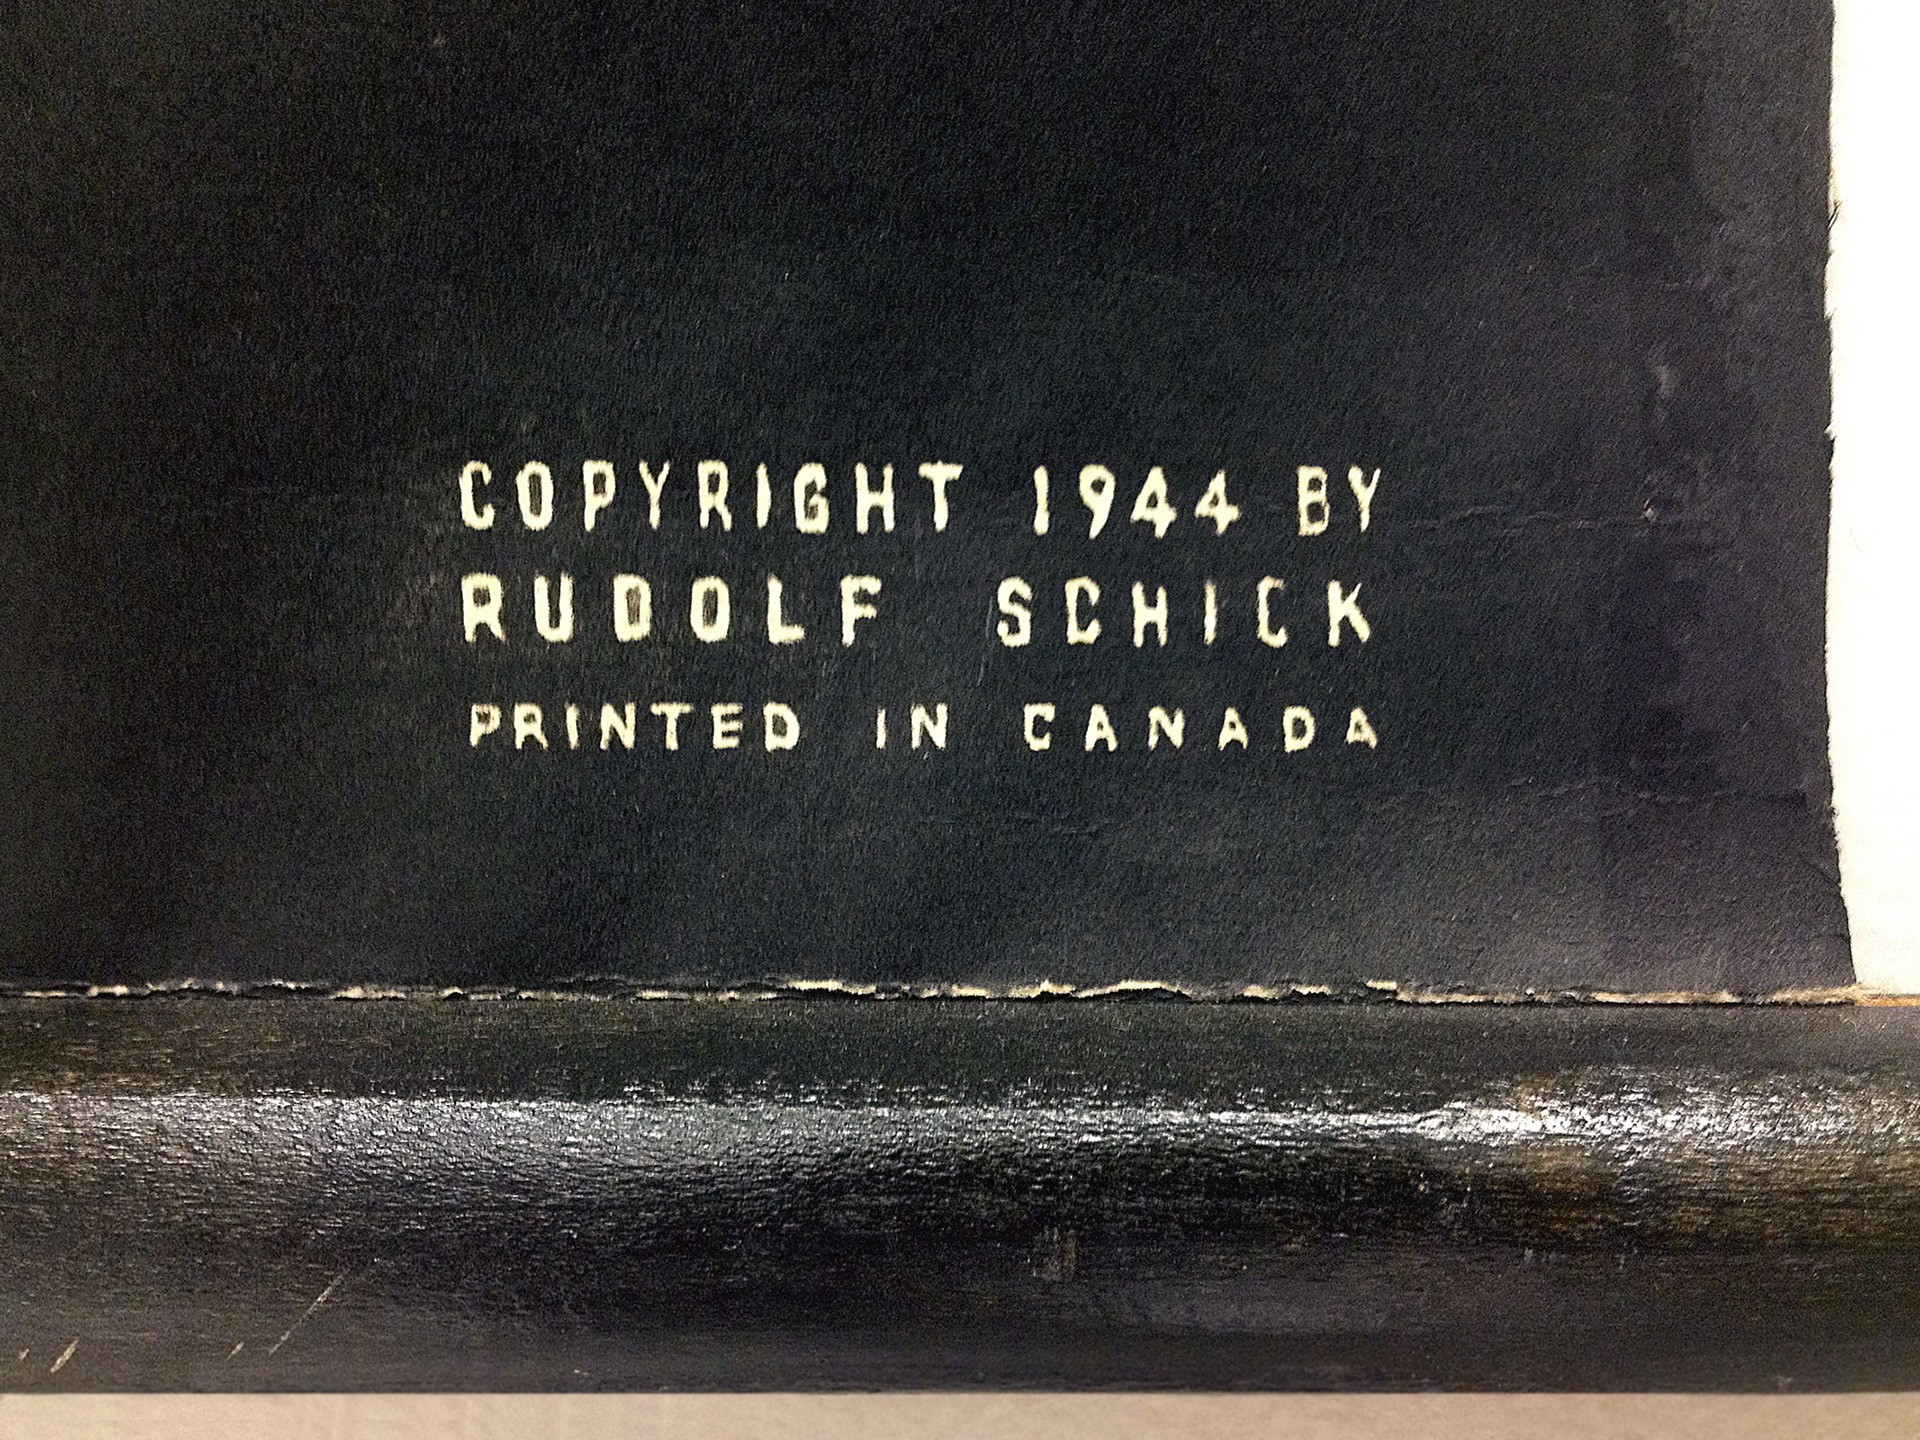 COPYRIGHT 1944 BY
RUDOLF SCHICK
PRINTED IN CANADA